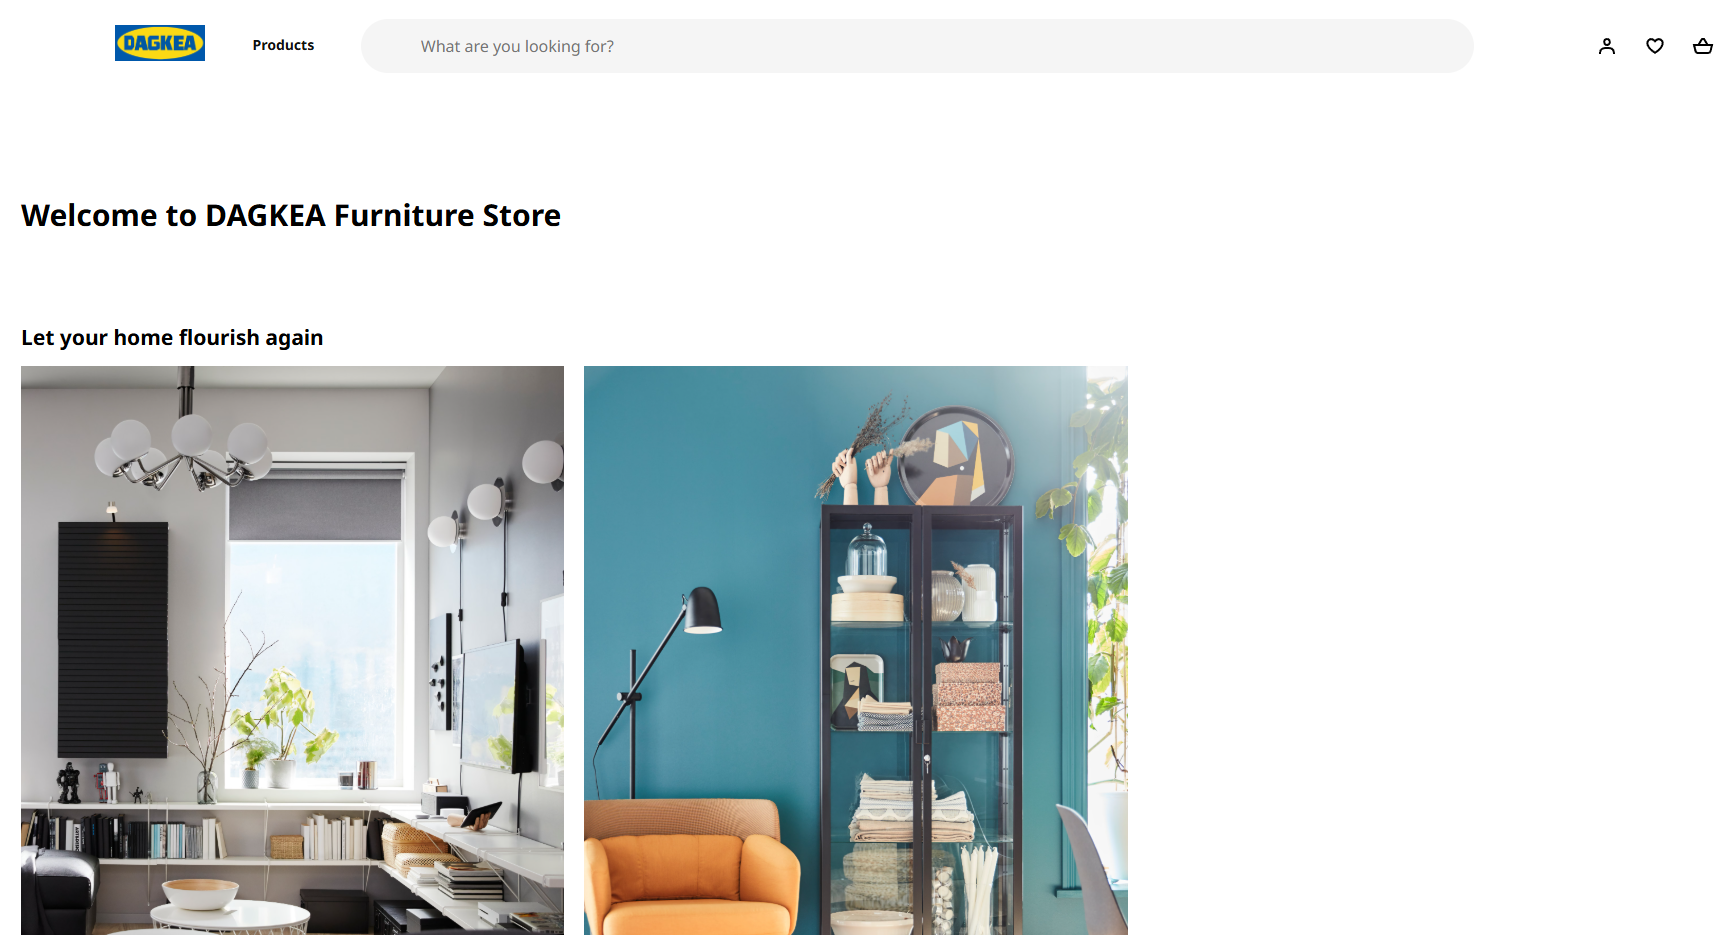 DAGKEA
Products
What are you looking for?
Welcome to DAGKEA Furniture Store
Let your home flourish again